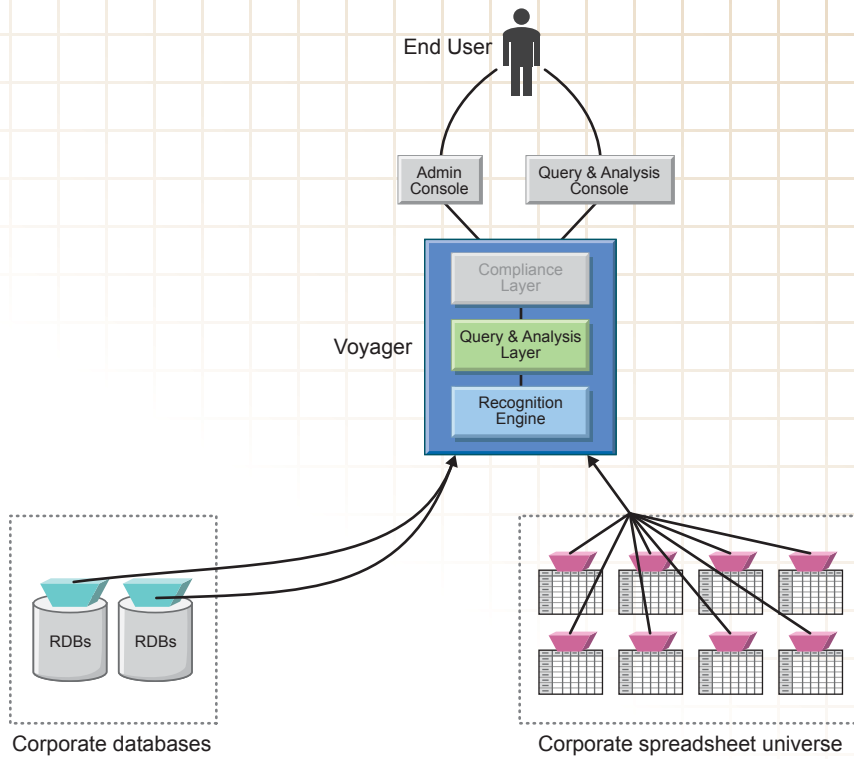 End User
Admin
Console
Query & Analysis
Console
Compliance
Layer
Voyager
Query & Analysis
Layer
Recognition
Engine
RDBs
RDBs
Corporate databases
Corporate spreadsheet universe